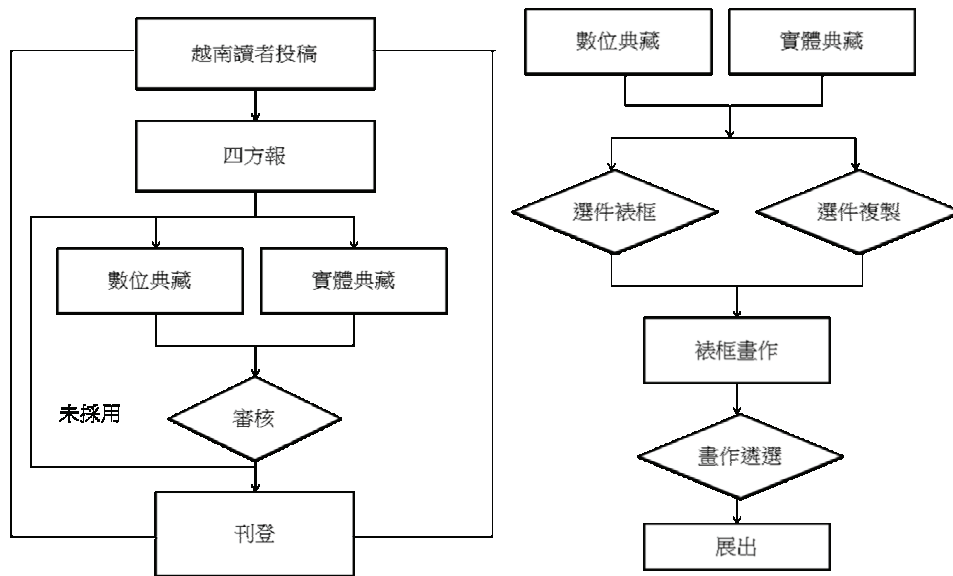 越南讀者投稿
四方報
數位典藏
實體典藏
未採用
審核
刊登
數位典藏
實體典藏
選件裱框
選件複製
裱框畫作
畫作遴選
展出